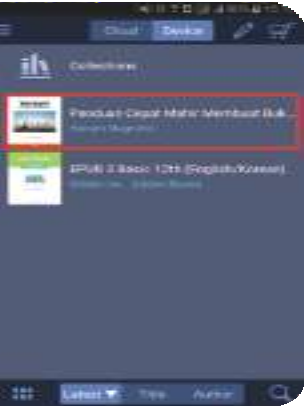 Cloud Device
Collections
Panduan Cepat Mahir Membuat Buk...
EPUB 3 Basic 12th (English/Korean)
Latest ▼ Title Author